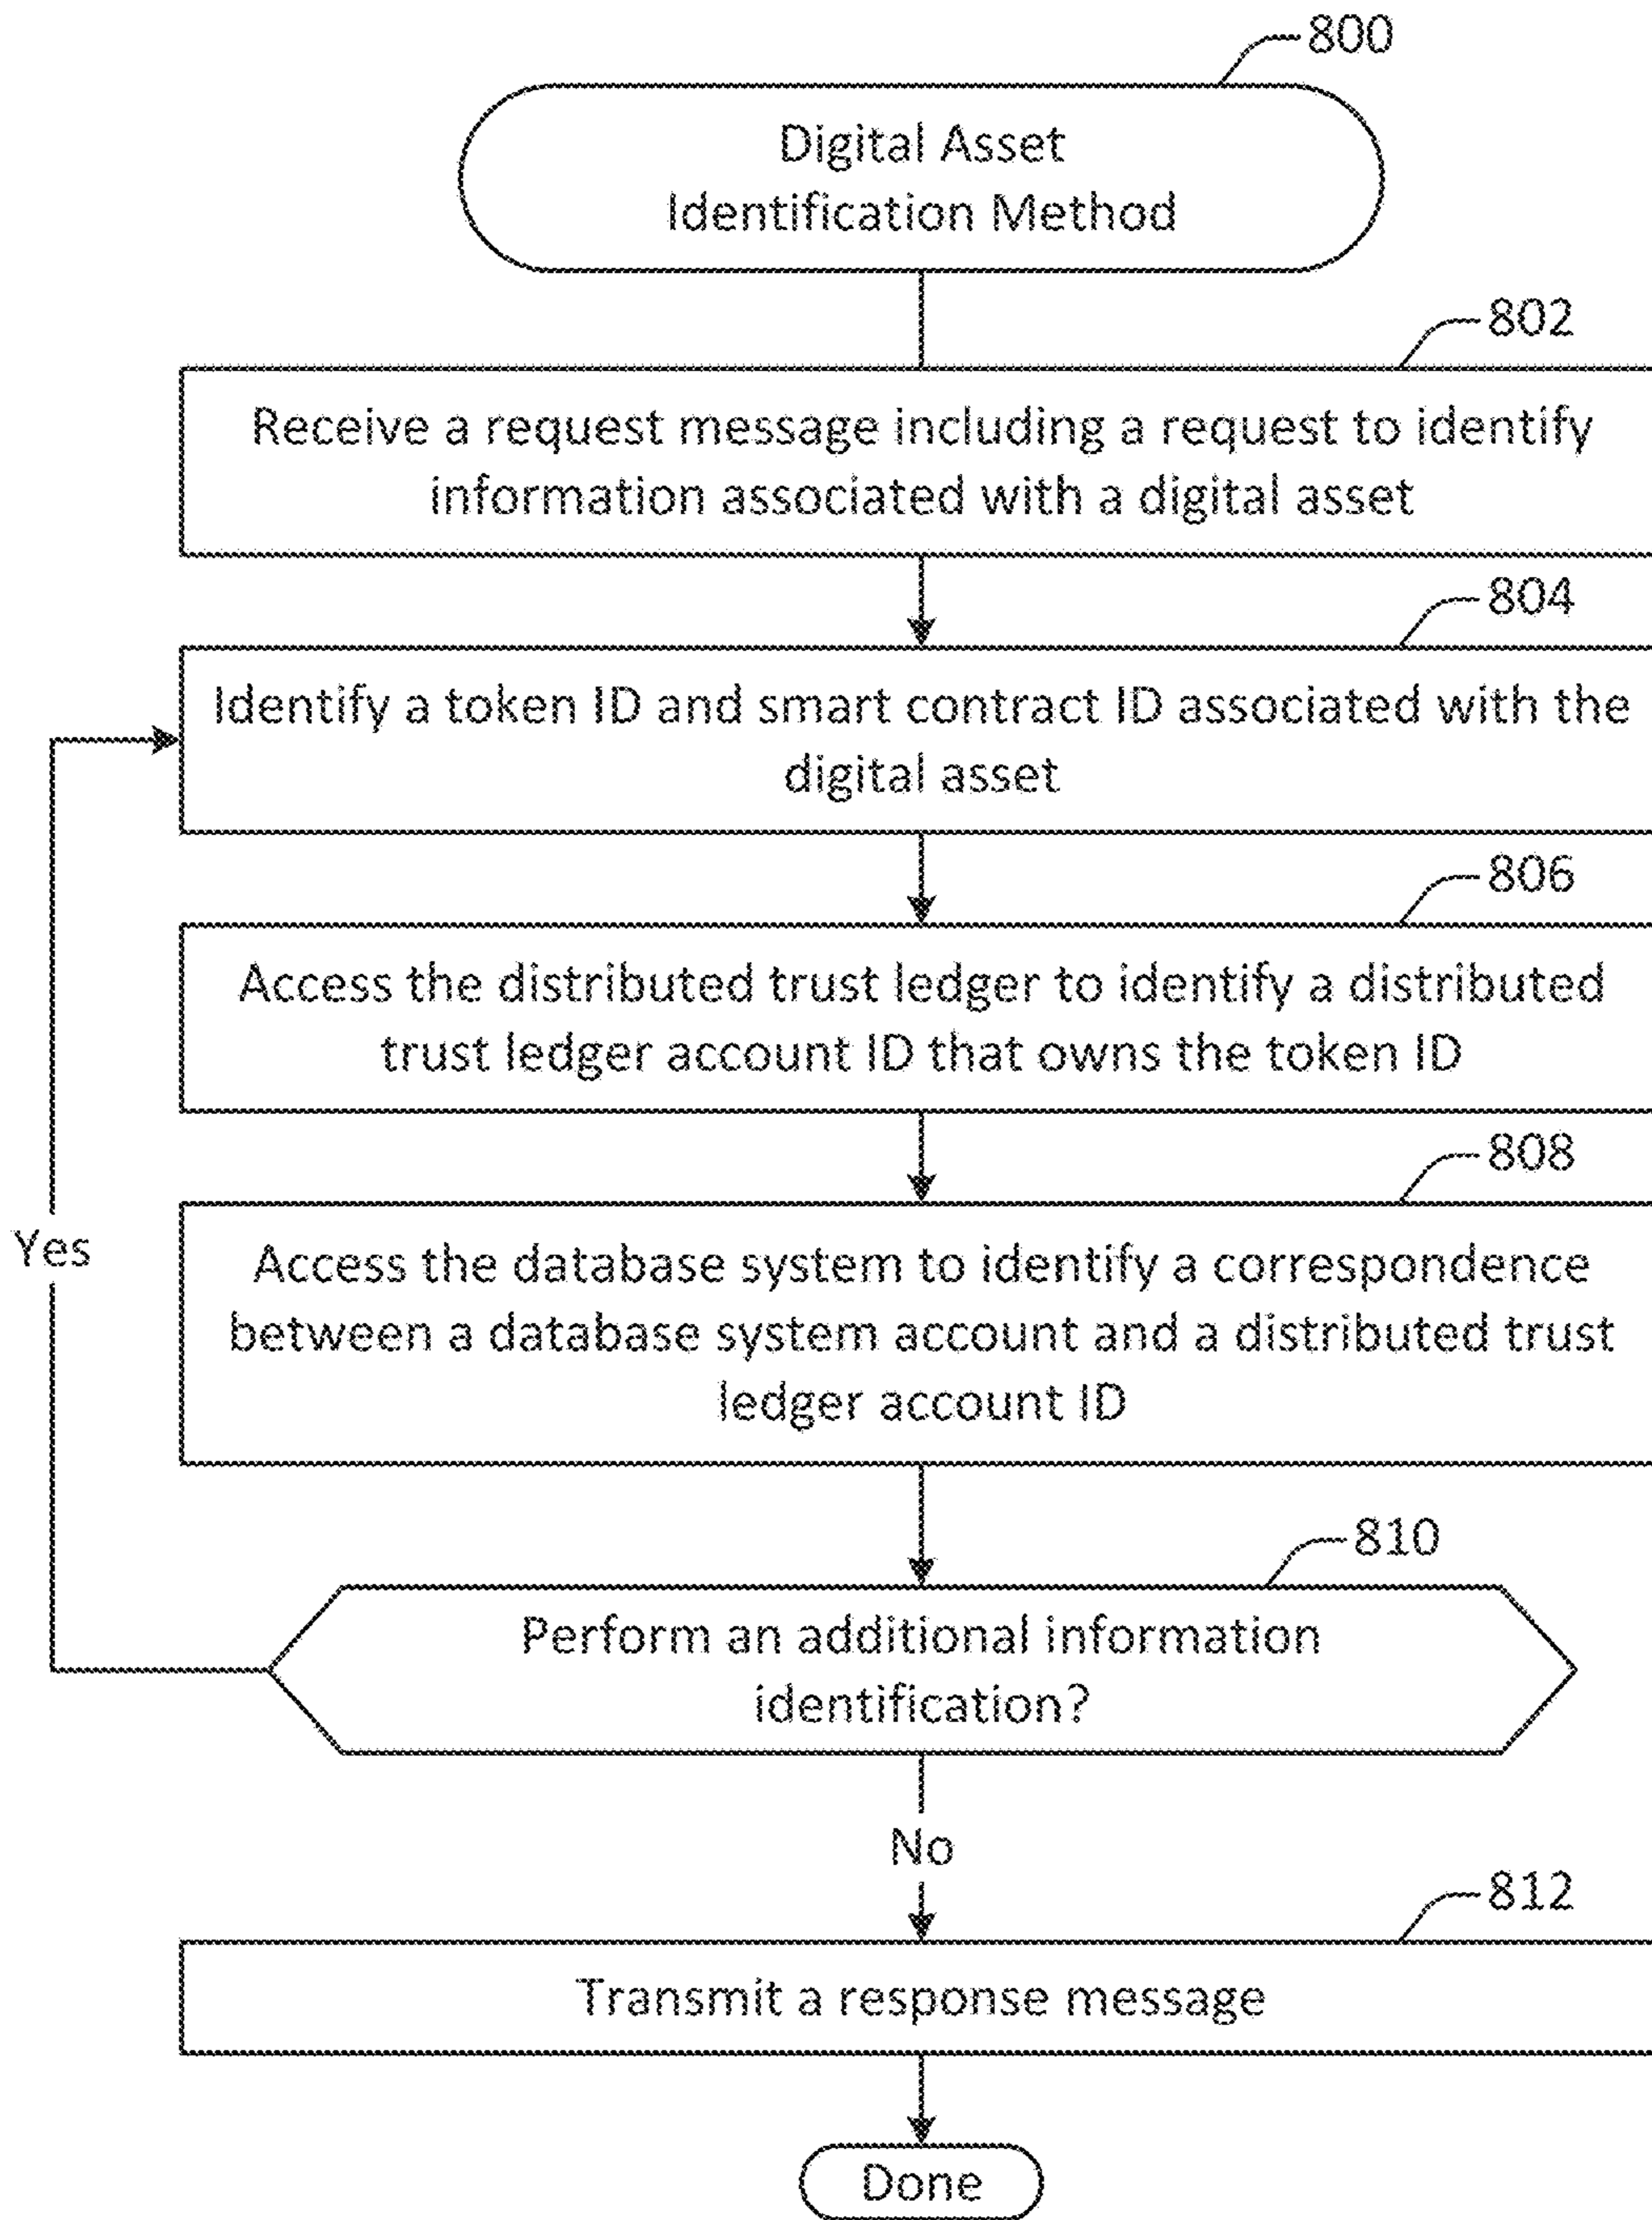 800
Digital Asset
Identification Method
802
Receive a request message including a request to identify
information associated with a digital asset
804
Identify a token ID and smart contract ID associated with the
digital asset
806
Access the distributed trust ledger to identify a distributed
trust ledger account ID that owns the token ID
808
Yes
Access the database system to identify a correspondence
between a database system account and a distributed trust
ledger account ID
810
Perform an additional information
identification?
No
812
Transmit a response message
Done